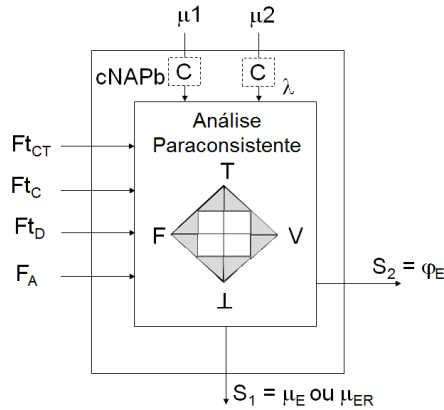 μ1 μ2
cNAPb C C λ
Análise
Paraconsistente
Ft_CT
T
Ft_C
Ft_D
F V
F_A
S_2 = φ_E
⊥
S_1 = μ_E ou μ_ER